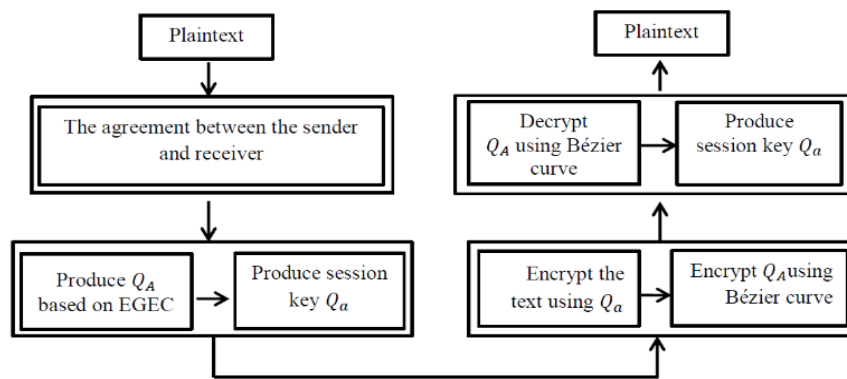 Plaintext
The agreement between the sender
and receiver
Produce Q_A
based on EGEC
Produce session
key Q_a
Encrypt the
text using Q_a
Encrypt Q_A using
Bézier curve
Decrypt
Q_A using Bézier
curve
Produce
session key Q_a
Plaintext